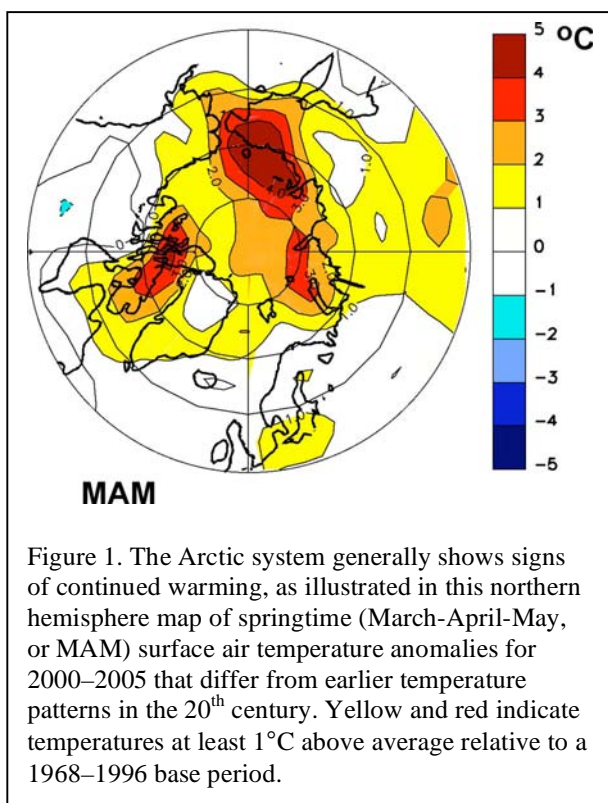 5 °C
4
3
2
1
0
−1
−2
−3
−4
−5
MAM
Figure 1. The Arctic system generally shows signs
of continued warming, as illustrated in this northern
hemisphere map of springtime (March-April-May,
or MAM) surface air temperature anomalies for
2000–2005 that differ from earlier temperature
patterns in the 20th century. Yellow and red indicate
temperatures at least 1°C above average relative to a
1968–1996 base period.